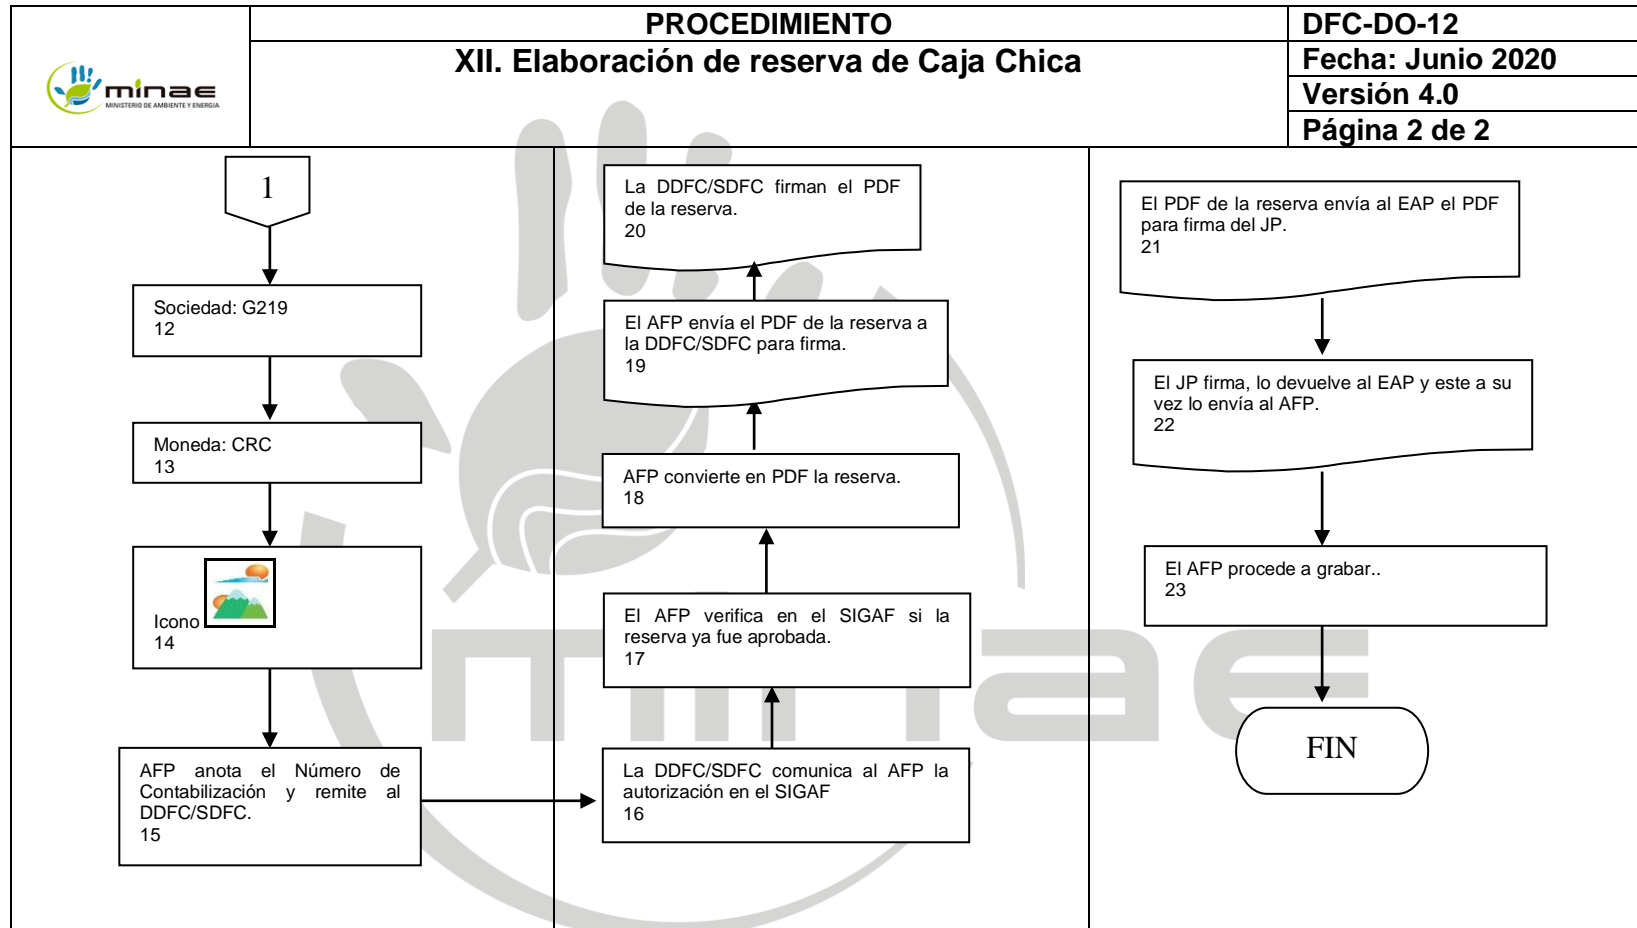 minae
MINISTERIO DE AMBIENTE Y ENERGIA
PROCEDIMIENTO
XII. Elaboración de reserva de Caja Chica
DFC-DO-12
Fecha: Junio 2020
Versión 4.0
Página 2 de 2
1
Sociedad: G219
12
Moneda: CRC
13
Icono
14
AFP anota el Número de
Contabilización y remite al
DDFC/SDFC.
15
La DDFC/SDFC firman el PDF
de la reserva.
20
El AFP envía el PDF de la reserva a
la DDFC/SDFC para firma.
19
AFP convierte en PDF la reserva.
18
El AFP verifica en el SIGAF si la
reserva ya fue aprobada.
17
La DDFC/SDFC comunica al AFP la
autorización en el SIGAF
16
El PDF de la reserva envía al EAP el PDF
para firma del JP.
21
El JP firma, lo devuelve al EAP y este a su
vez lo envía al AFP.
22
El AFP procede a grabar..
23
FIN
minae